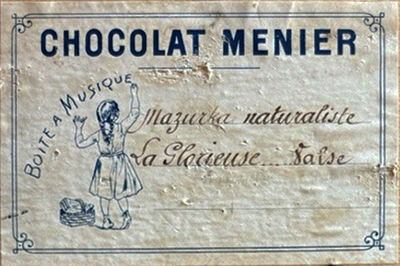 CHOCOLAT MENIER
BOITE A MUSIQUE
Mazurka naturaliste
La Glorieuse... Valse